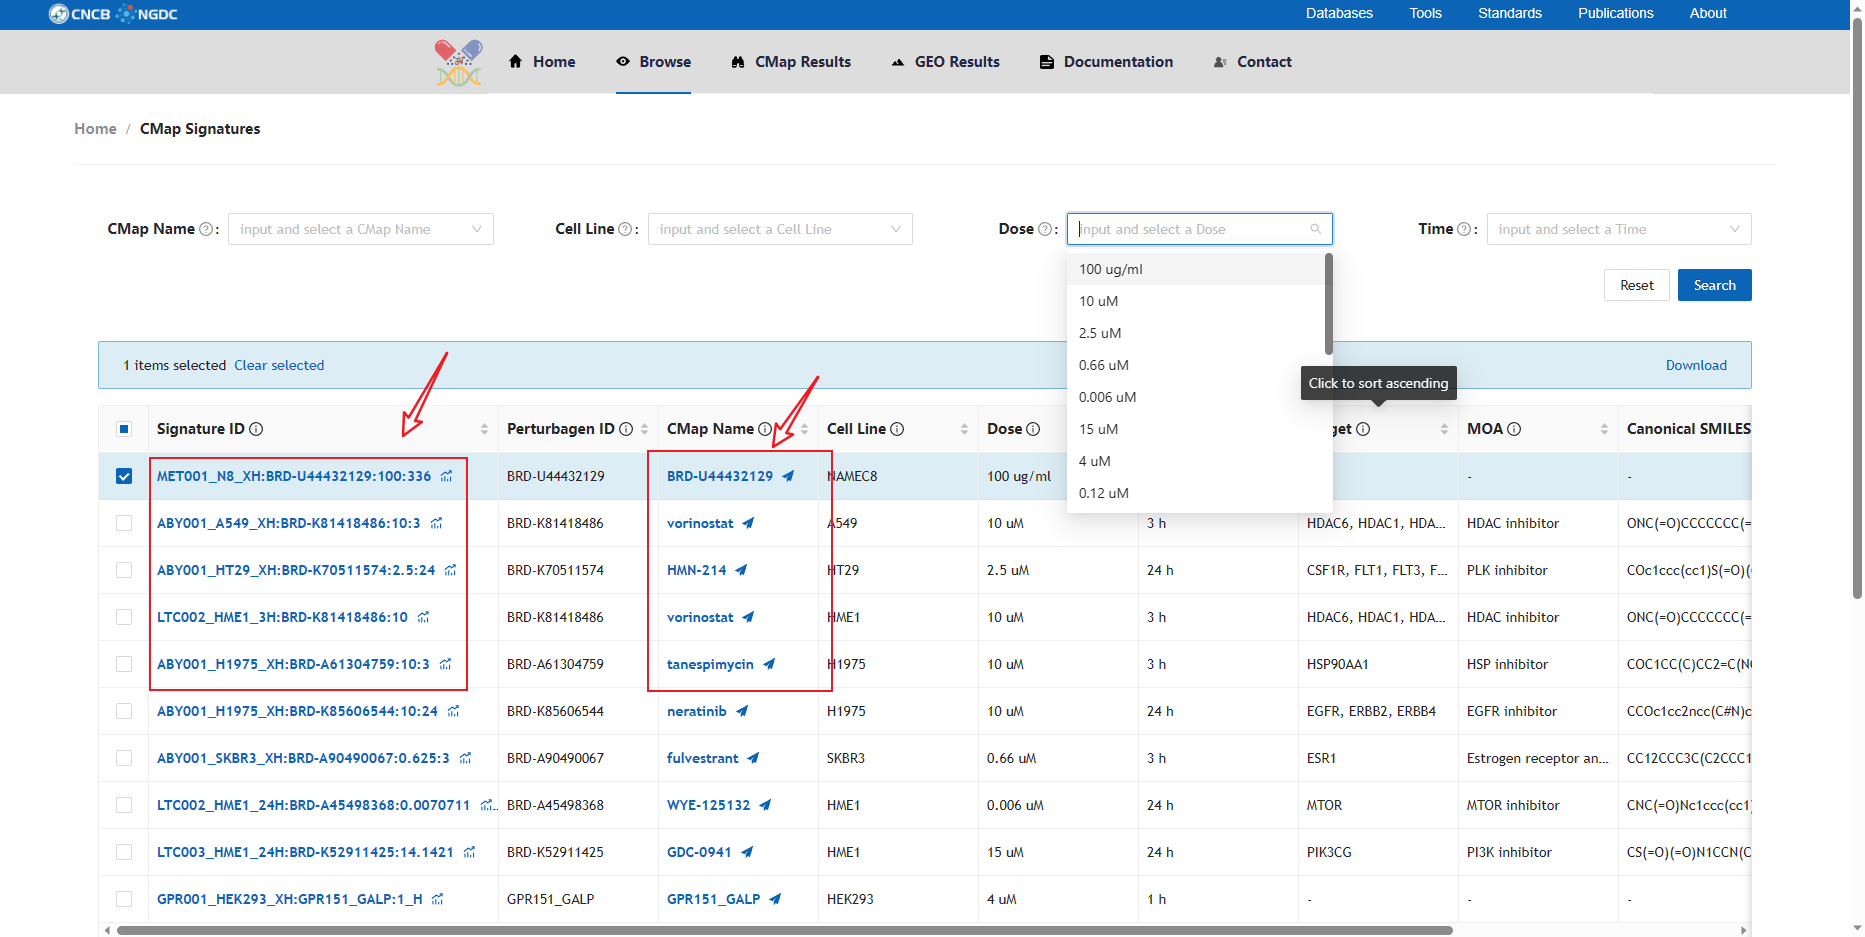 CNCB NGDC Databases Tools Standards Publications About
Home Browse CMap Results GEO Results Documentation Contact
Home / CMap Signatures
CMap Name : input and select a CMap Name Cell Line : input and select a Cell Line Dose : input and select a Dose Time : input and select a Time
100 ug/ml
Reset Search
10 uM
2.5 uM
1 items selected Clear selected 0.66 uM Download
Click to sort ascending
0.006 uM
Signature ID Perturbagen ID CMap Name Cell Line Dose 15 uM get MOA Canonical SMILES
4 uM
MET001_N8_XH:BRD-U44432129:100:336 BRD-U44432129 BRD-U44432129 NAMEC8 100 ug/ml - -
0.12 uM
ABY001_A549_XH:BRD-K81418486:10:3 BRD-K81418486 vorinostat A549 10 uM 3 h HDAC6, HDAC1, HDA... HDAC inhibitor ONC(=O)CCCCCCC(=
ABY001_HT29_XH:BRD-K70511574:2.5:24 BRD-K70511574 HMN-214 HT29 2.5 uM 24 h CSF1R, FLT1, FLT3, F... PLK inhibitor COc1ccc(cc1)S(=O)(=
LTC002_HME1_3H:BRD-K81418486:10 BRD-K81418486 vorinostat HME1 10 uM 3 h HDAC6, HDAC1, HDA... HDAC inhibitor ONC(=O)CCCCCCC(=
ABY001_H1975_XH:BRD-A61304759:10:3 BRD-A61304759 tanespimycin H1975 10 uM 3 h HSP90AA1 HSP inhibitor COC1CC(C)CC2=C(N
ABY001_H1975_XH:BRD-K85606544:10:24 BRD-K85606544 neratinib H1975 10 uM 24 h EGFR, ERBB2, ERBB4 EGFR inhibitor CCOc1cc2ncc(C#N)c
ABY001_SKBR3_XH:BRD-A90490067:0.625:3 BRD-A90490067 fulvestrant SKBR3 0.66 uM 3 h ESR1 Estrogen receptor an... CC12CCC3C(C2CCC1
LTC002_HME1_24H:BRD-A45498368:0.0070711 BRD-A45498368 WYE-125132 HME1 0.006 uM 24 h MTOR MTOR inhibitor CNC(=O)Nc1ccc(cc1)
LTC003_HME1_24H:BRD-K52911425:14.1421 BRD-K52911425 GDC-0941 HME1 15 uM 24 h PIK3CG PI3K inhibitor CS(=O)(=O)N1CCN(C
GPR001_HEK293_XH:GPR151_GALP:1_H GPR151_GALP GPR151_GALP HEK293 4 uM 1 h - - -